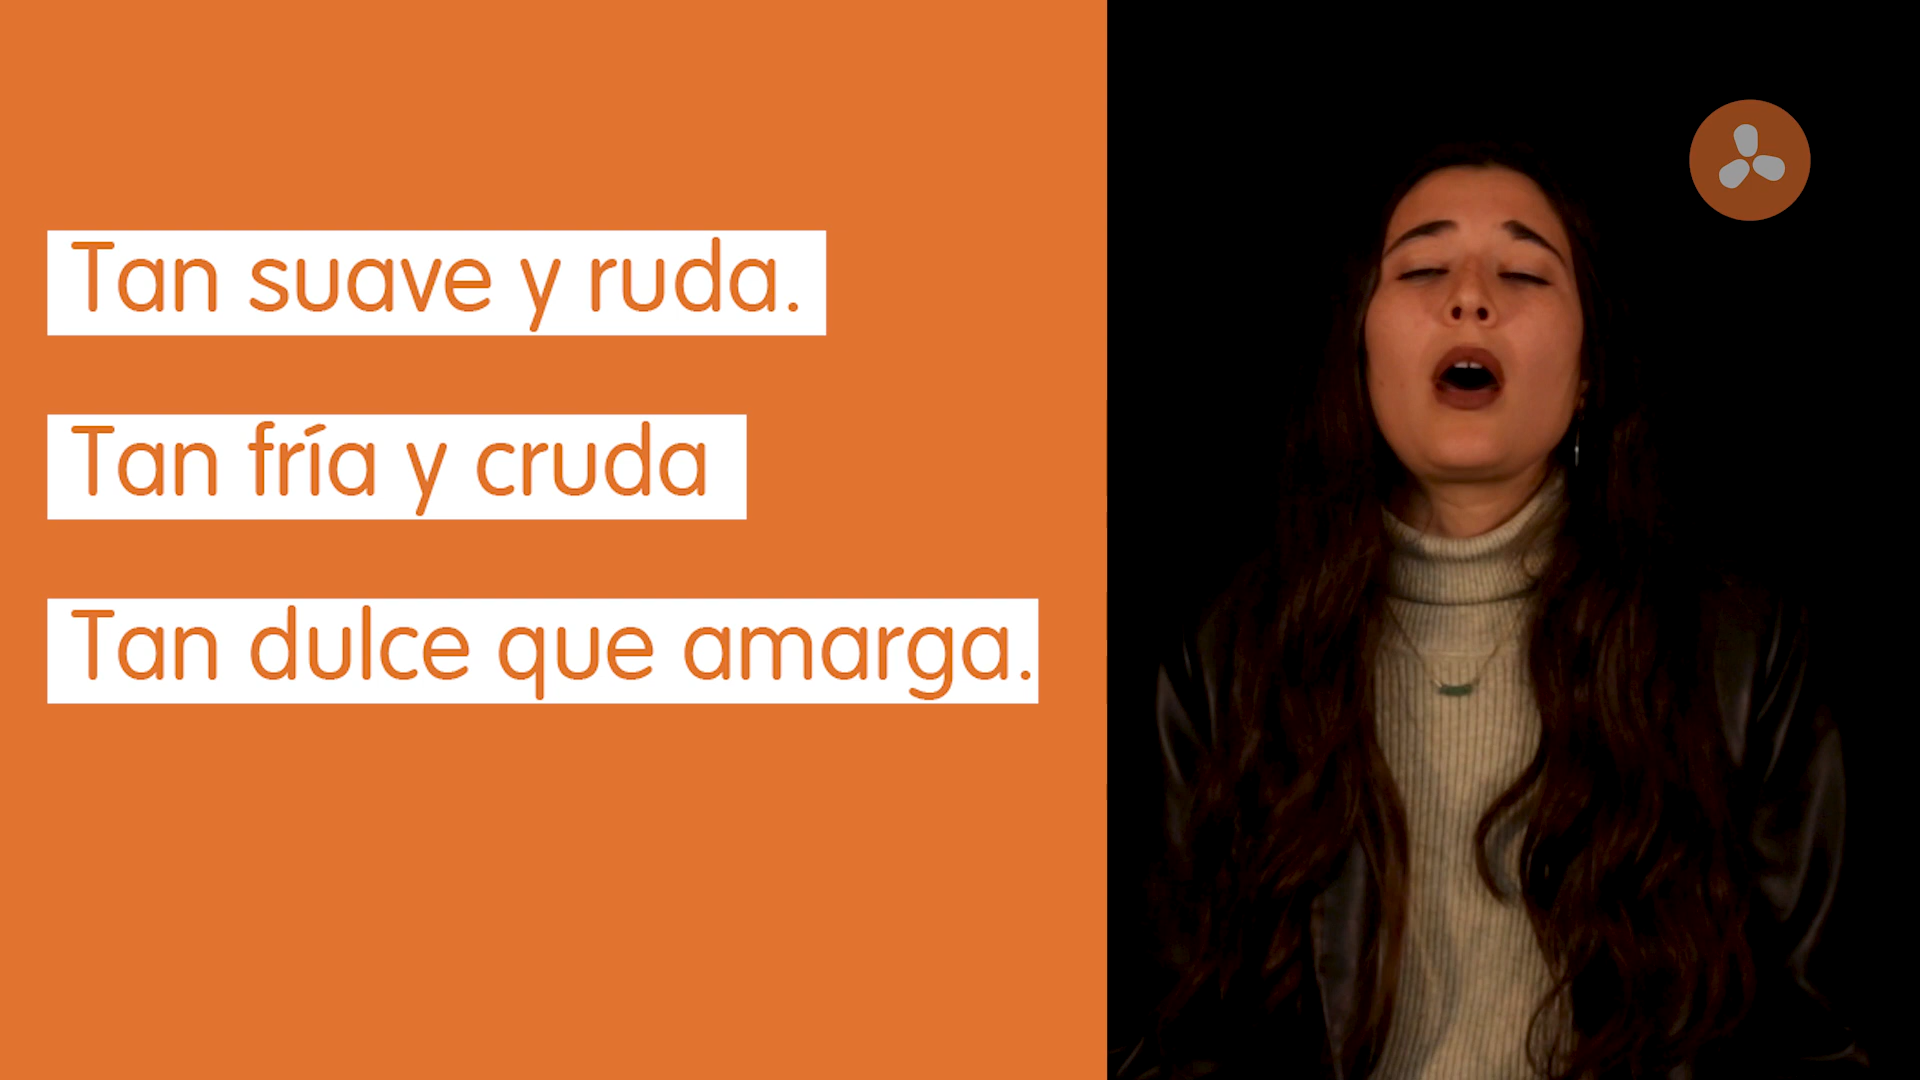 Tan suave y ruda.
Tan fría y cruda
Tan dulce que amarga.